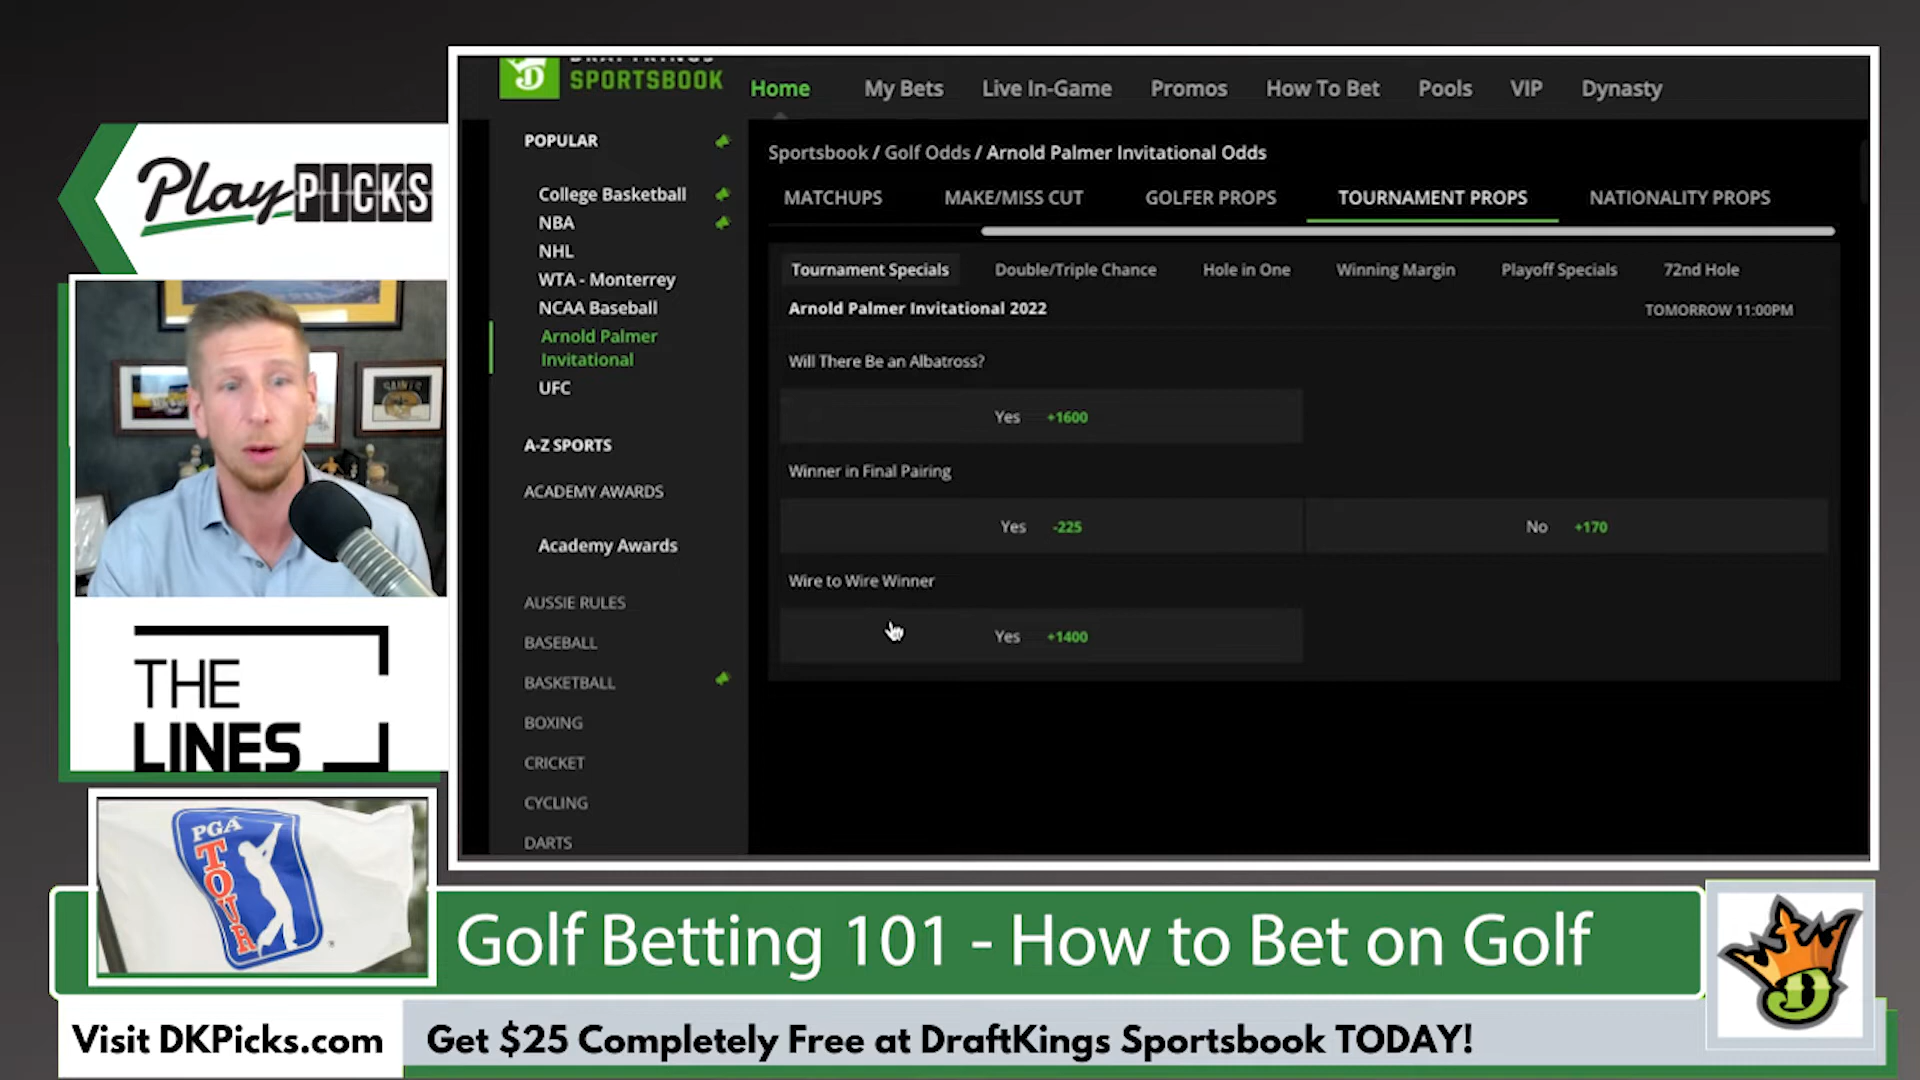 Play PICKS
THE
LINES
PGA
TOUR
SAINTS
DRAFTKINGS
SPORTSBOOK
Home My Bets Live In-Game Promos How To Bet Pools VIP Dynasty
POPULAR
College Basketball
NBA
NHL
WTA - Monterrey
NCAA Baseball
Arnold Palmer
Invitational
UFC
A-Z SPORTS
ACADEMY AWARDS
Academy Awards
AUSSIE RULES
BASEBALL
BASKETBALL
BOXING
CRICKET
CYCLING
DARTS
Sportsbook / Golf Odds / Arnold Palmer Invitational Odds
MATCHUPS MAKE/MISS CUT GOLFER PROPS TOURNAMENT PROPS NATIONALITY PROPS
Tournament Specials Double/Triple Chance Hole in One Winning Margin Playoff Specials 72nd Hole
Arnold Palmer Invitational 2022 TOMORROW 11:00PM
Will There Be an Albatross?
Yes +1600
Winner in Final Pairing
Yes -225 No +170
Wire to Wire Winner
Yes +1400
Golf Betting 101 - How to Bet on Golf
D
Visit DKPicks.com Get $25 Completely Free at DraftKings Sportsbook TODAY!